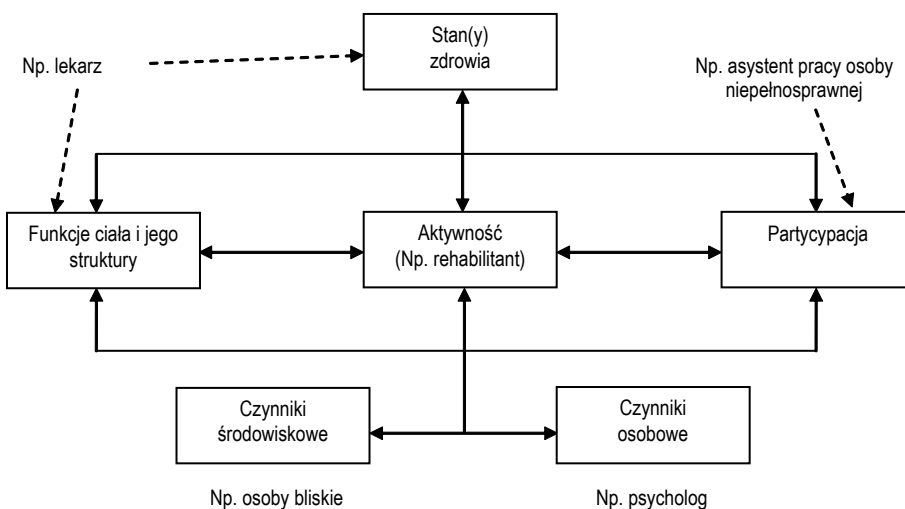 Stan(y)
zdrowia
Np. lekarz
Np. asystent pracy osoby
niepełnosprawnej
Funkcje ciała i jego
struktury
Aktywność
(Np. rehabilitant)
Partycypacja
Czynniki
środowiskowe
Czynniki
osobowe
Np. osoby bliskie
Np. psycholog